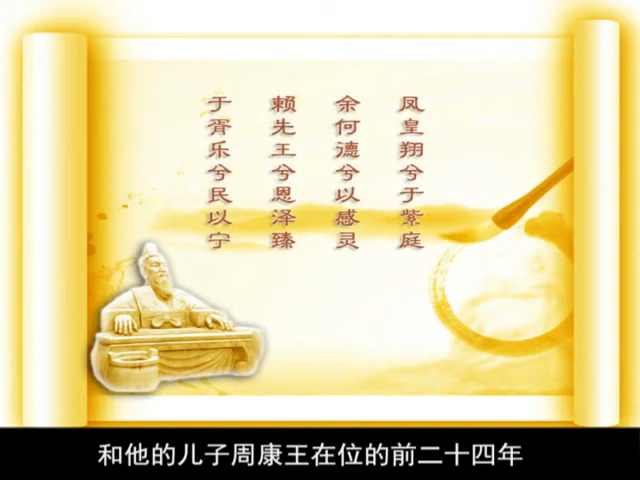 凤皇翔兮于紫庭
余何德兮以感灵
赖先王兮恩泽臻
于胥乐兮民以宁
和他的儿子周康王在位的前二十四年